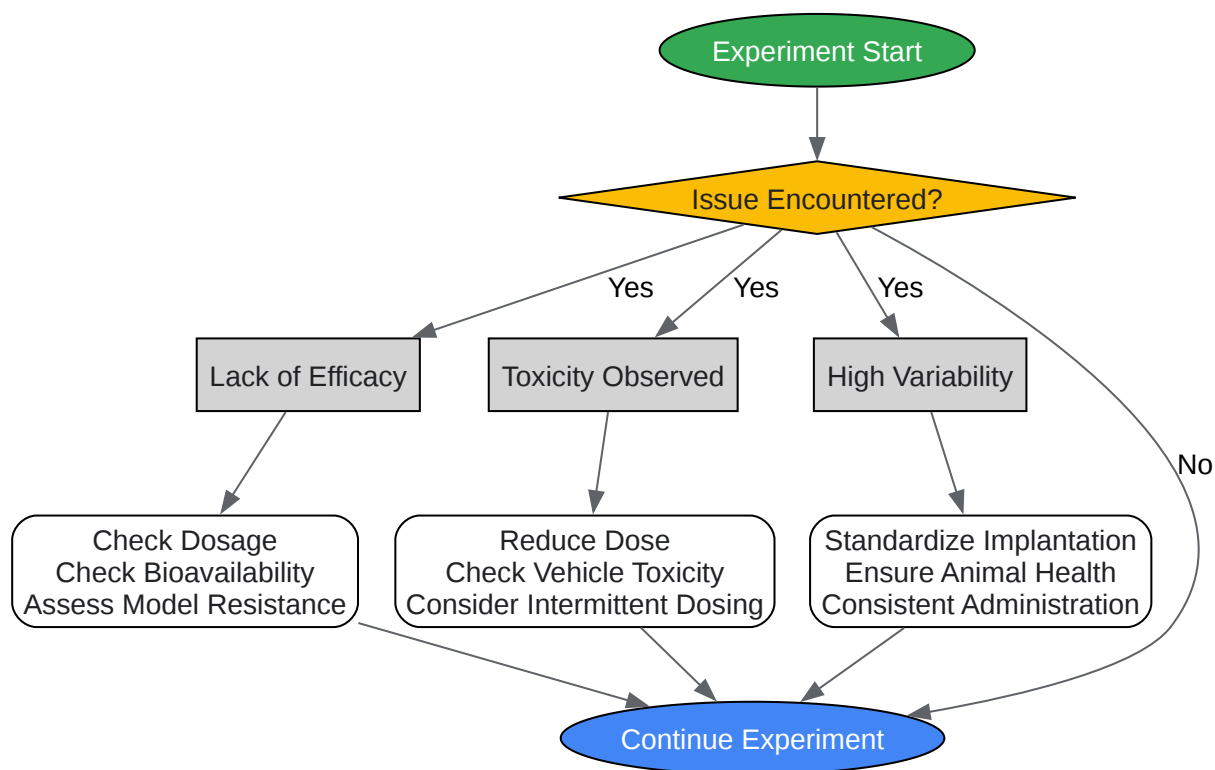 Experiment Start
Issue Encountered?
Yes
Yes
Yes
Lack of Efficacy
Toxicity Observed
High Variability
No
Check Dosage
Check Bioavailability
Assess Model Resistance
Reduce Dose
Check Vehicle Toxicity
Consider Intermittent Dosing
Standardize Implantation
Ensure Animal Health
Consistent Administration
Continue Experiment